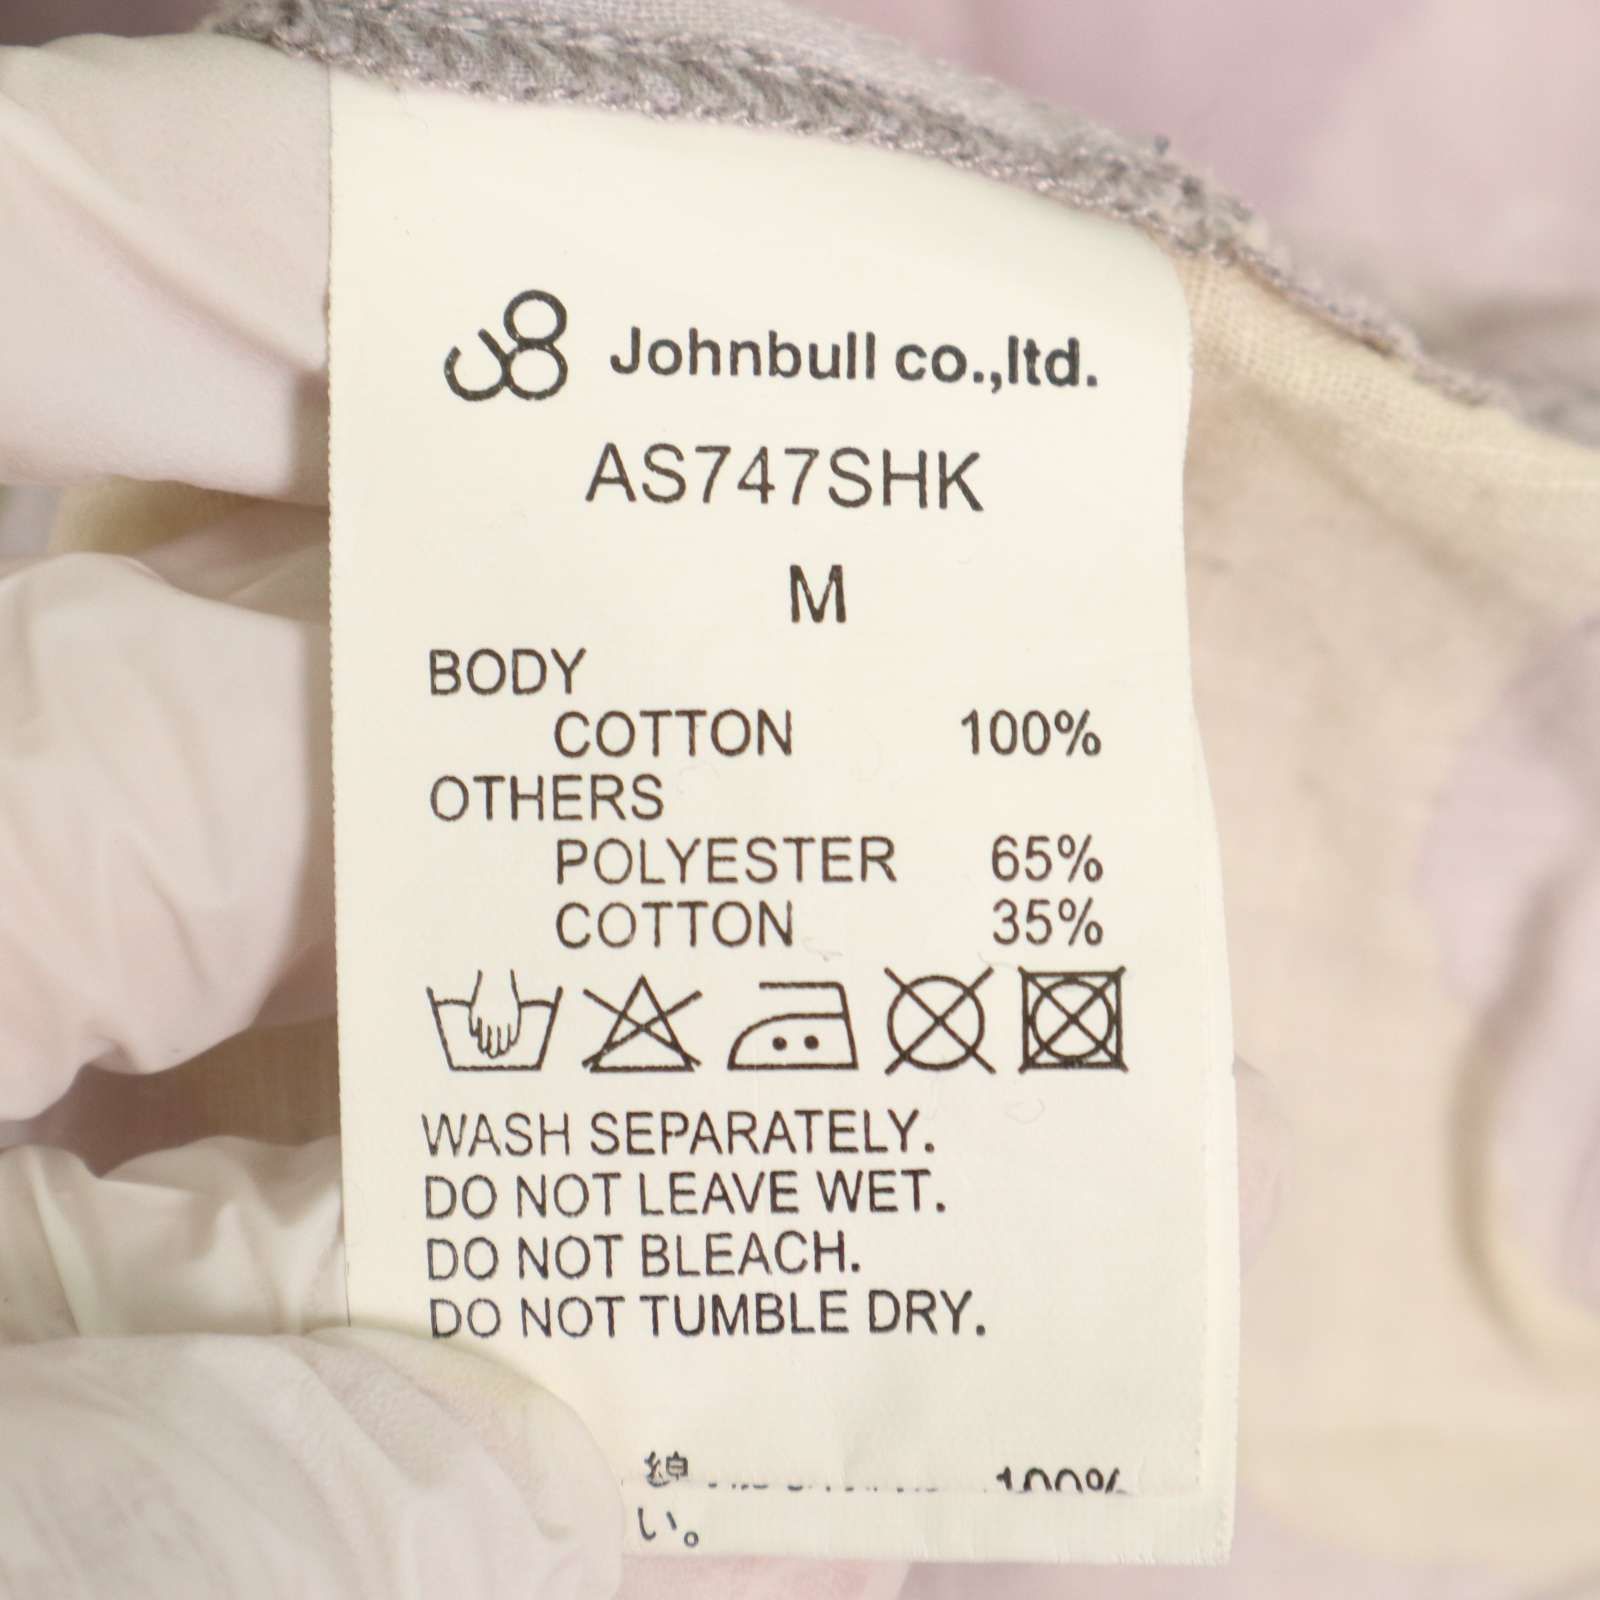 Johnbull co.,ltd.
AS747SHK
M
BODY
COTTON 100%
OTHERS
POLYESTER 65%
COTTON 35%
WASH SEPARATELY.
DO NOT LEAVE WET.
DO NOT BLEACH.
DO NOT TUMBLE DRY.
100%
い。